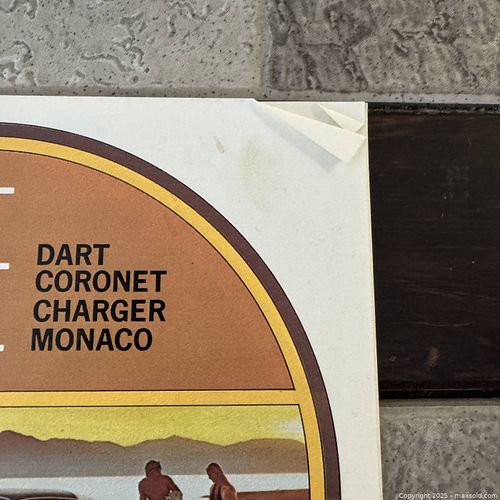 DART
CORONET
CHARGER
MONACO
Copyright 2025 - maxsold.com